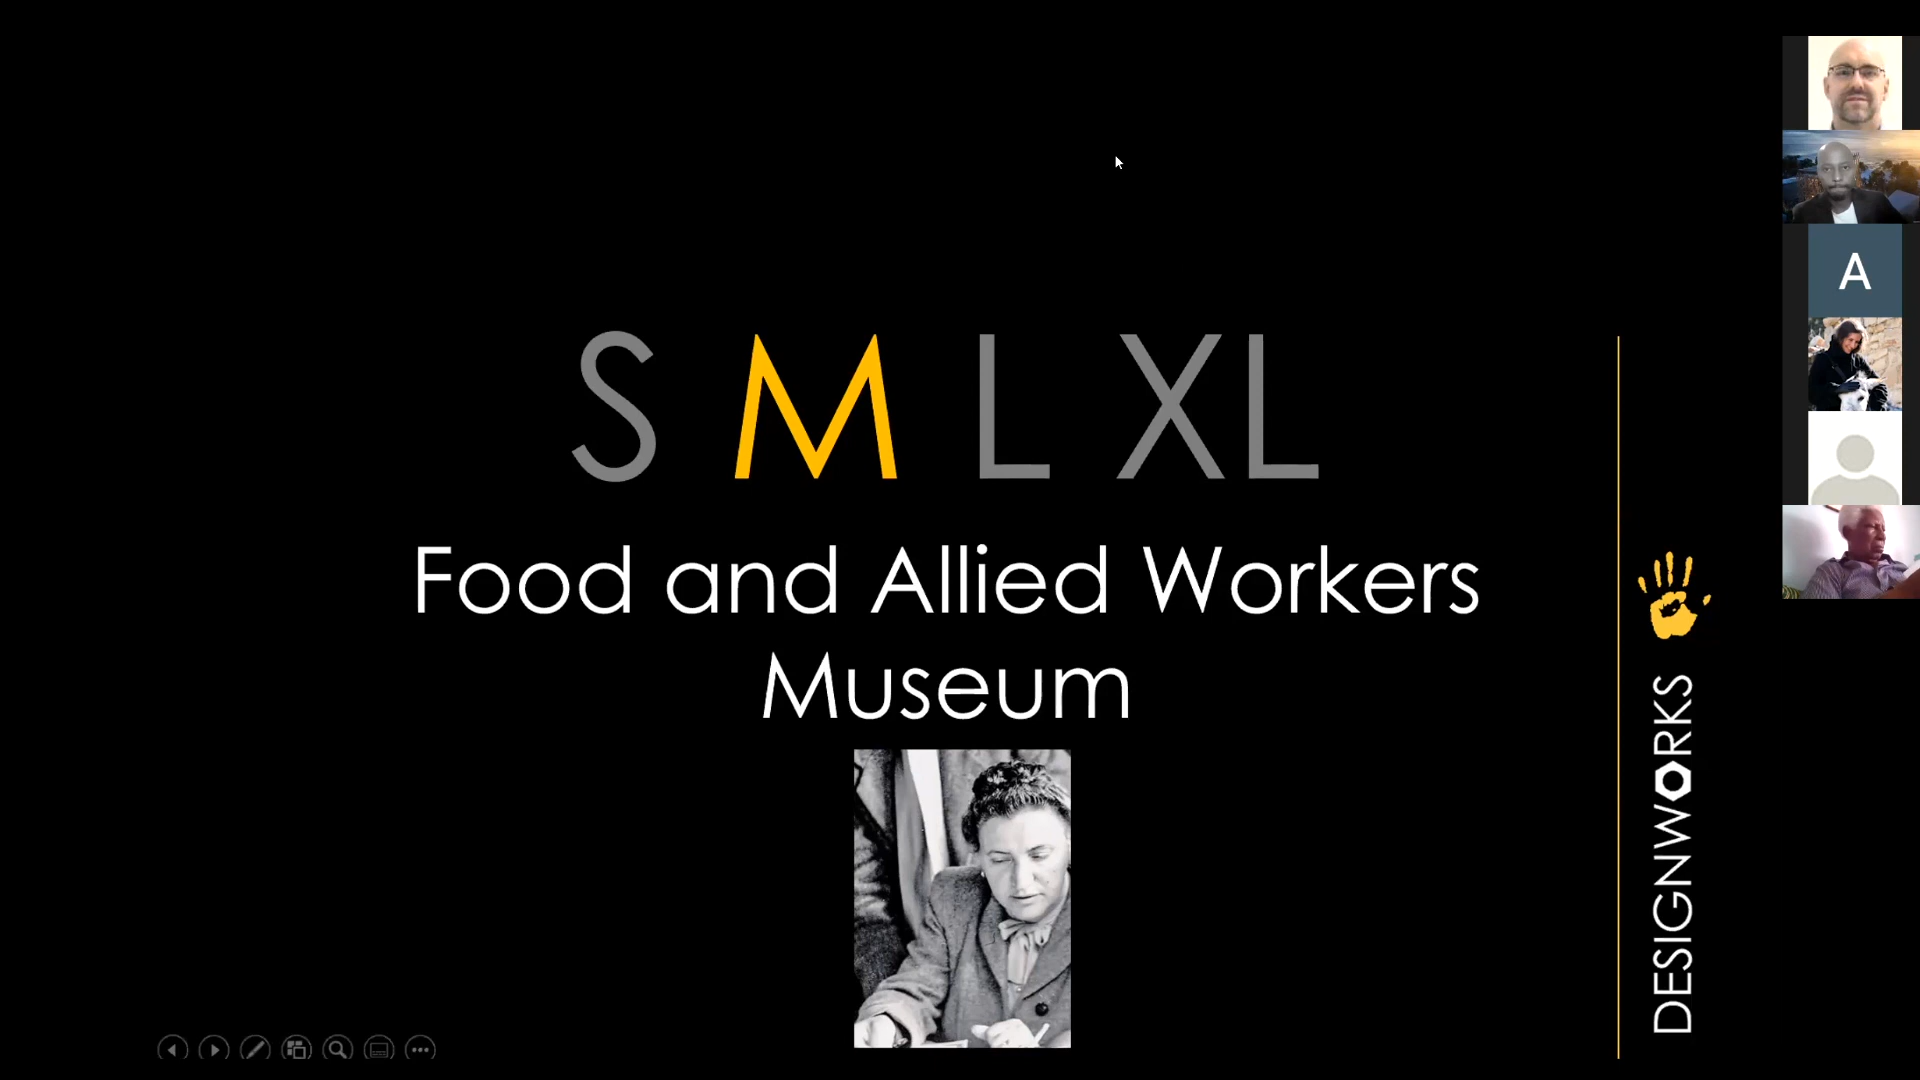 S M L XL
Food and Allied Workers
Museum
DESIGNWORKS
A